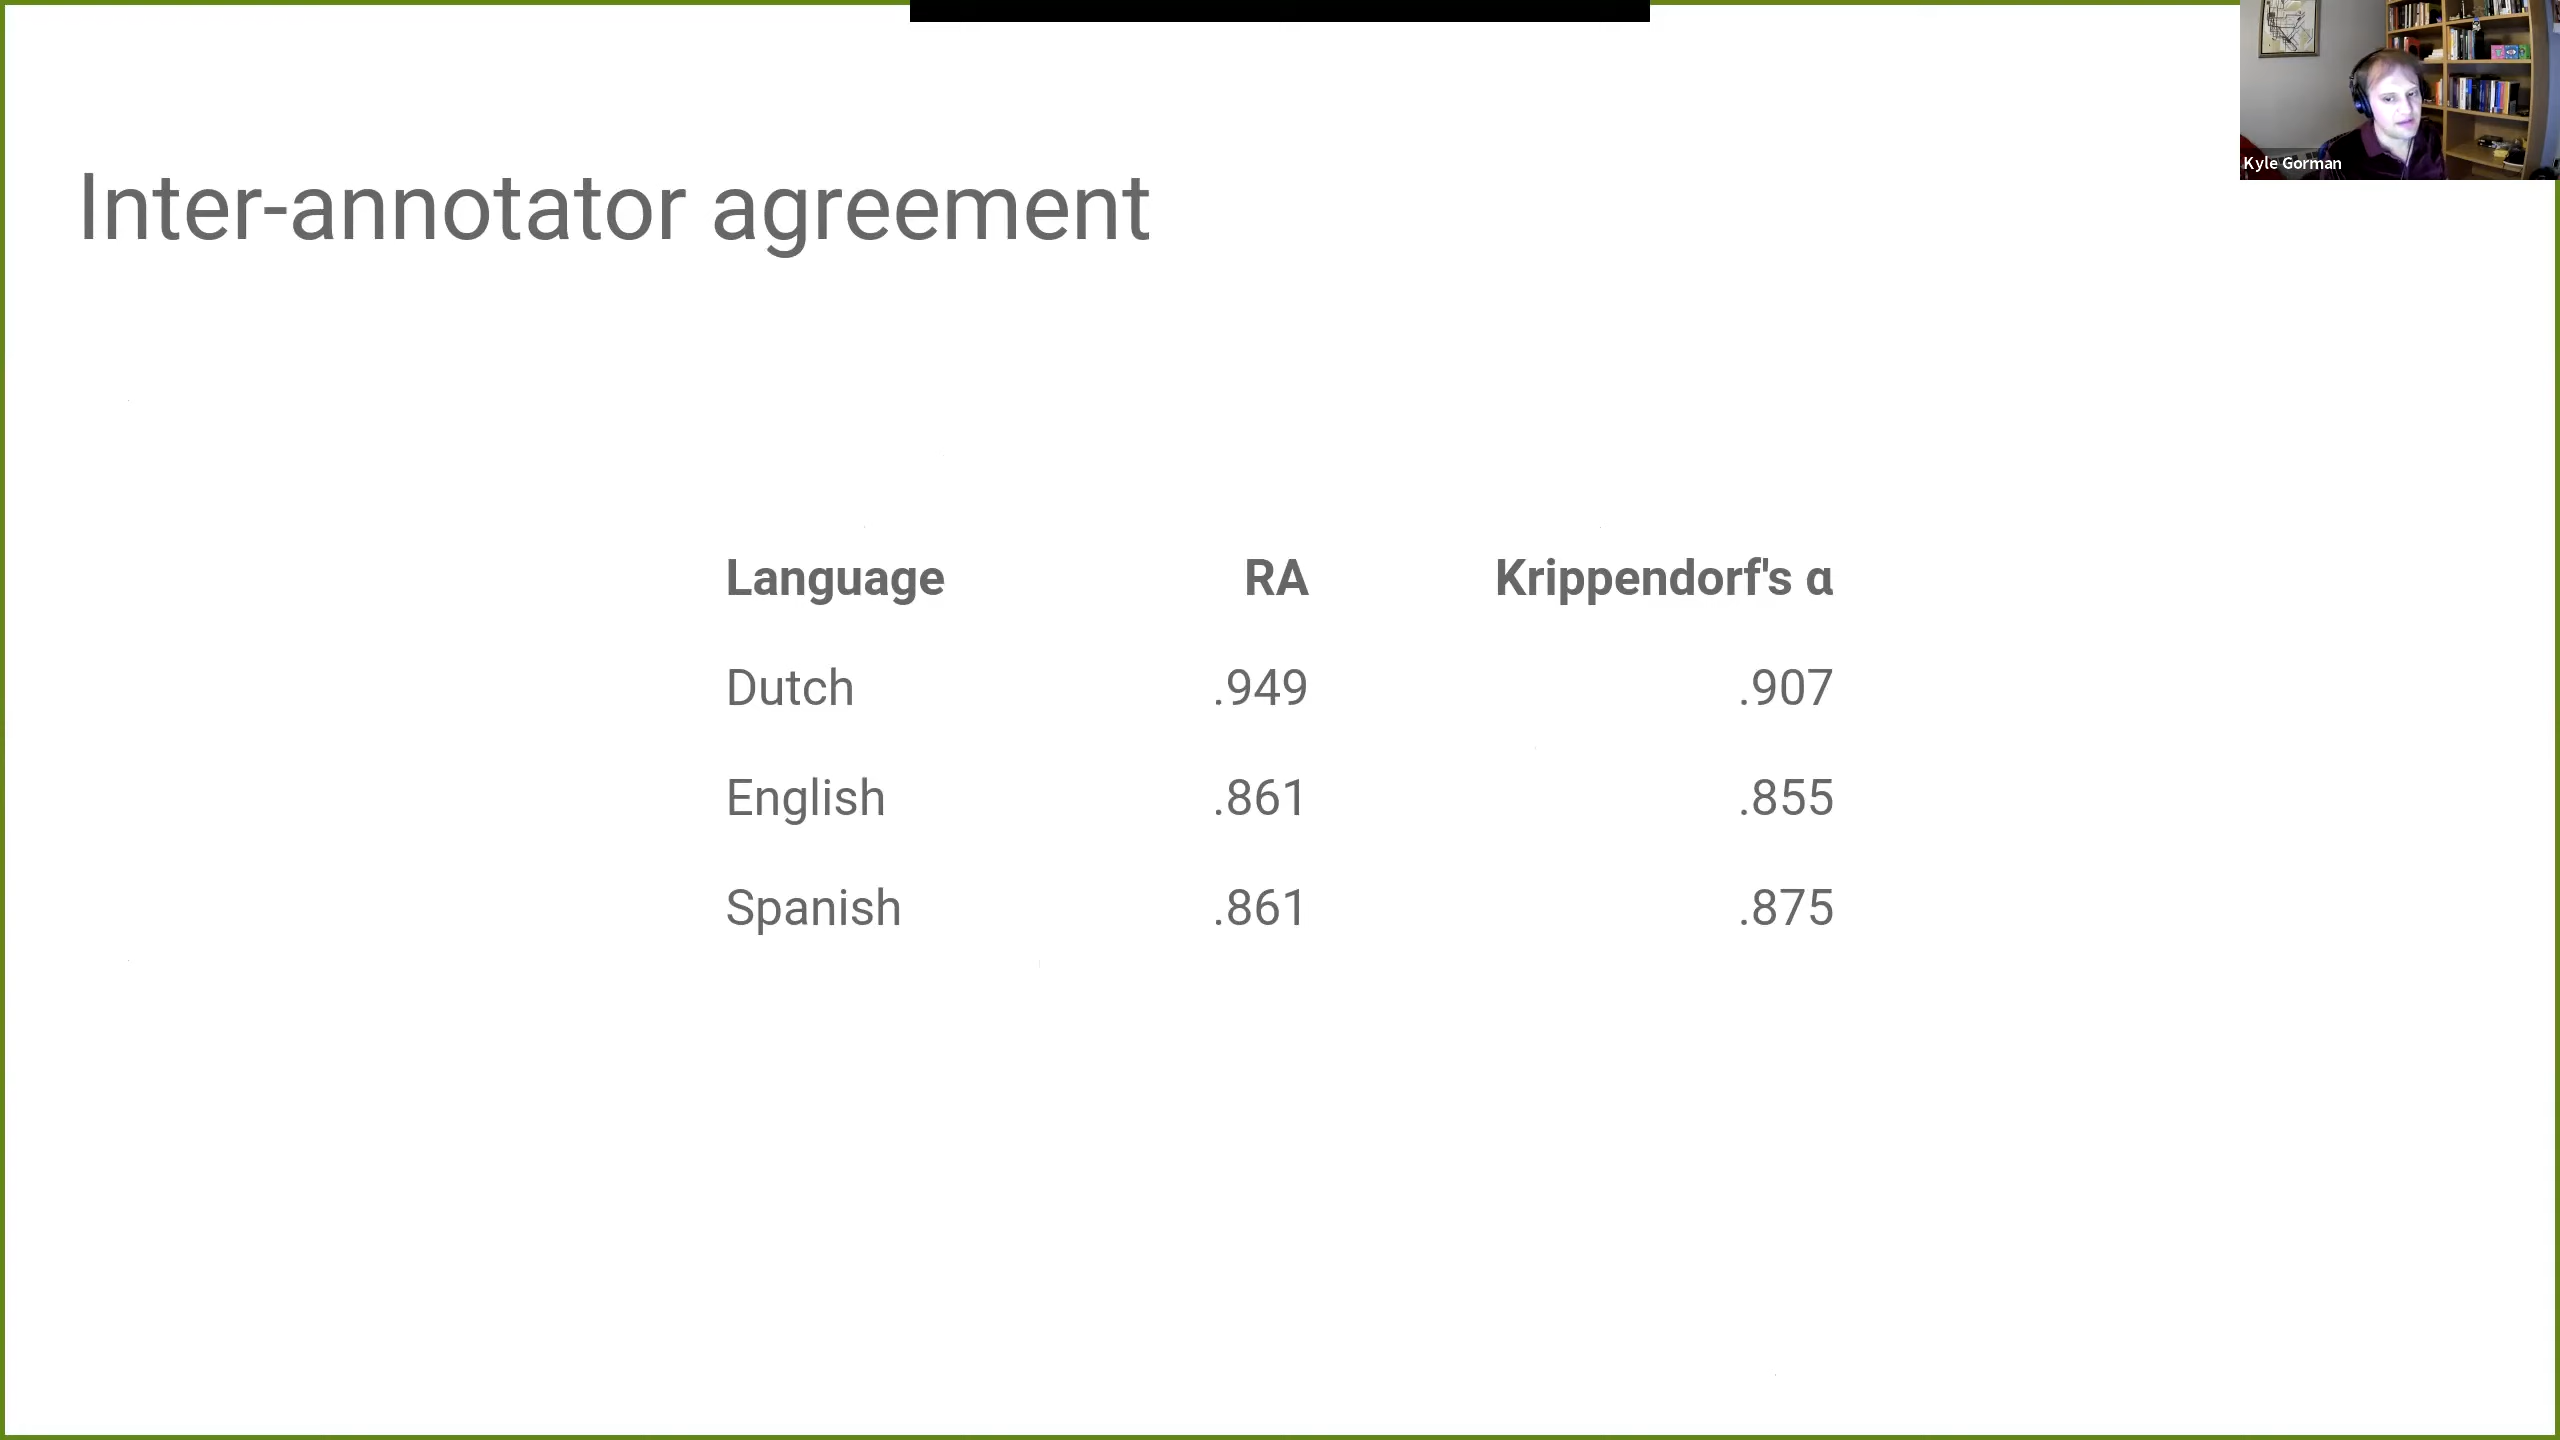 Kyle Gorman
Inter-annotator agreement
Language RA Krippendorf's α
Dutch .949 .907
English .861 .855
Spanish .861 .875